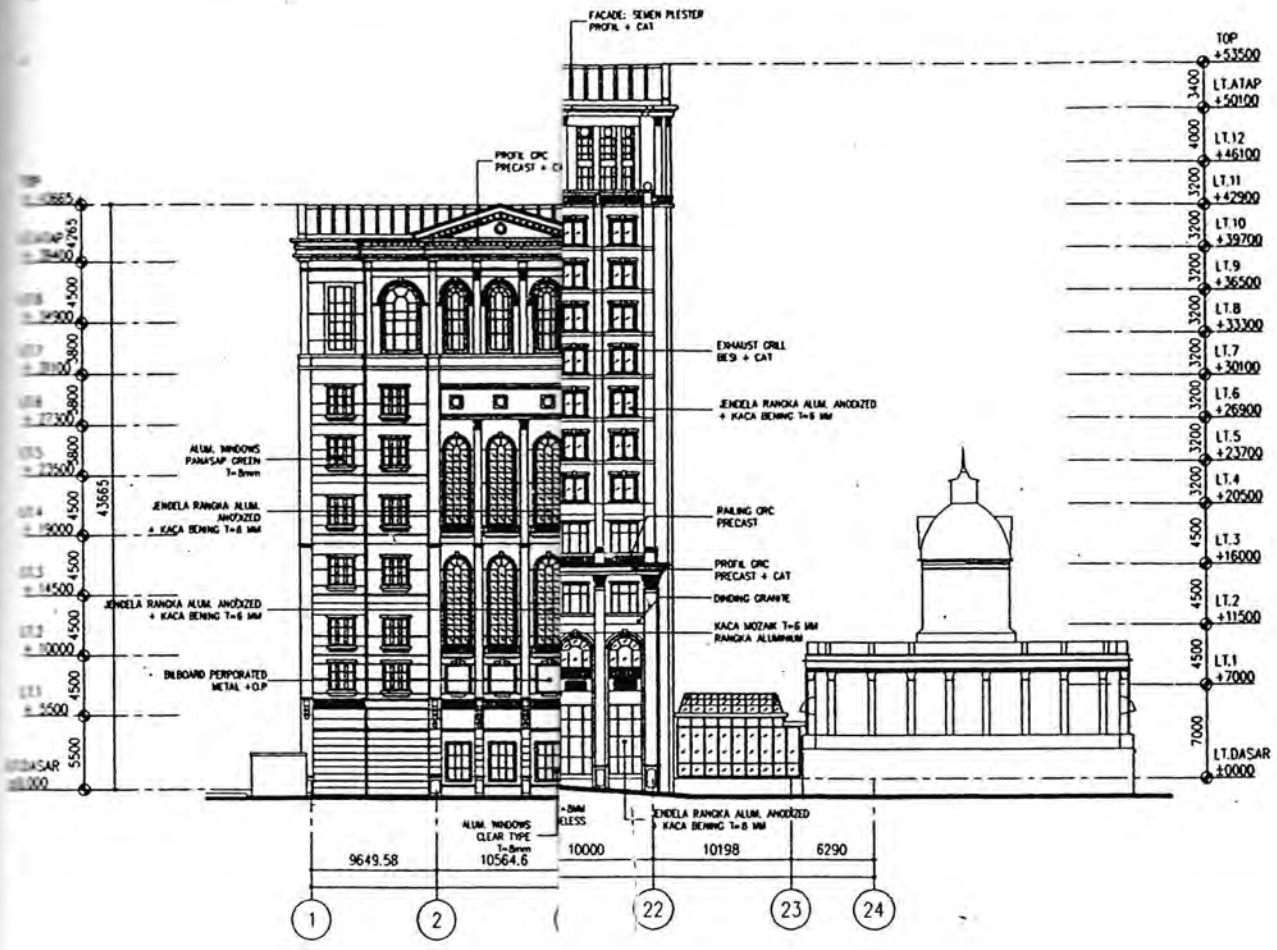 FACADE: SEMEN PLESTER
PROFIL + CAT
TOP
+53500
3400
LT.ATAP
+50100
4000
LT.12
+46100
3200
LT.11
+42900
3200
LT.10
+39700
3200
LT.9
+36500
3200
LT.8
+33300
3200
LT.7
+30100
3200
LT.6
+26900
3200
LT.5
+23700
3200
LT.4
+20500
4500
LT.3
+16000
4500
LT.2
+11500
4500
LT.1
+7000
7000
LT.DASAR
±0000
PROFIL GRC
PRECAST +
EXHAUST GRILL
BESI + CAT
JENDELA RANGKA ALUM. ANODIZED
+ KACA BENING T=6 MM
RAILING GRC
PRECAST
PROFIL GRC
PRECAST + CAT
DINDING GRANITE
KACA MOZAIK T=6 MM
RANGKA ALUMINIUM
JENDELA RANGKA ALUM. ANODIZED
+ KACA BENING T=8 MM
4265
4500
3800
3800
+ 27300
3800
4500
+ 19000
4500
+ 14500
4500
+ 10000
4500
5500
43665
ALUM. WINDOWS
PANASAP GREEN
T=8mm
JENDELA RANGKA ALUM.
ANODIZED
+ KACA BENING T=8 MM
JENDELA RANGKA ALUM. ANODIZED
+ KACA BENING T=6 MM
BILBOARD PERPORATED
METAL + O.P
ALUM. WINDOWS
CLEAR TYPE
T=8mm
=8MM
ELESS
9649.58
10564.6
10000
10198
6290
1
2
22
23
24